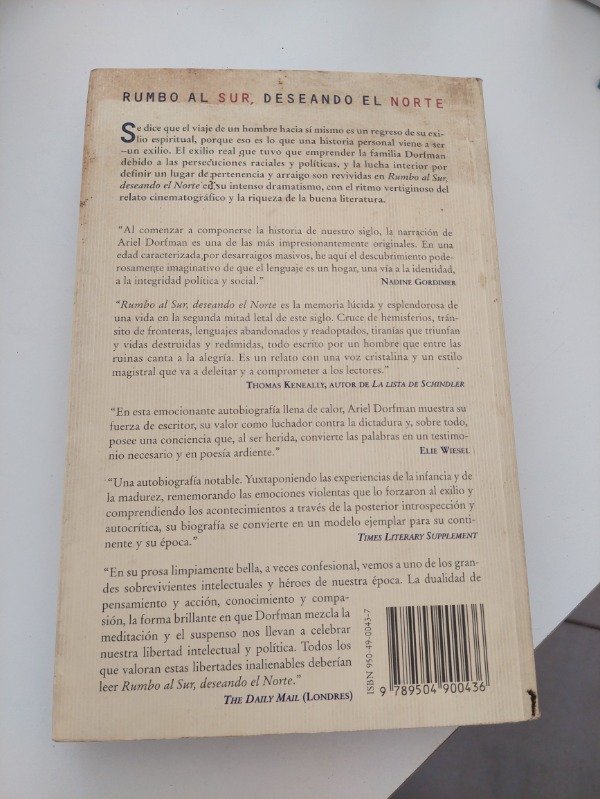 RUMBO AL SUR, DESEANDO EL NORTE
Se dice que el viaje de un hombre hacia sí mismo es un regreso de su exi-
lio espiritual, porque eso es lo que una historia personal viene a ser
–un exilio. El exilio real que tuvo que emprender la familia Dorfman
debido a las persecuciones raciales y políticas, y la lucha interior por
definir un lugar de pertenencia y arraigo son revividas en Rumbo al Sur,
deseando el Norte en su intenso dramatismo, con el ritmo vertiginoso del
relato cinematográfico y la riqueza de la buena literatura.
“Al comenzar a componerse la historia de nuestro siglo, la narración de
Ariel Dorfman es una de las más impresionantemente originales. En una
edad caracterizada por desarraigos masivos, he aquí el descubrimiento pode-
rosamente imaginativo de que el lenguaje es un hogar, una vía a la identidad,
a la integridad política y social.”
NADINE GORDIMER
“Rumbo al Sur, deseando el Norte es la memoria lúcida y esplendorosa de
una vida en la segunda mitad letal de este siglo. Cruce de hemisferios, trán-
sito de fronteras, lenguajes abandonados y readoptados, tiranías que triunfan
y vidas destruidas y redimidas, todo escrito por un hombre que entre las
ruinas canta a la alegría. Es un relato con una voz cristalina y un estilo
magistral que va a deleitar y a comprometer a los lectores.”
THOMAS KENEALLY, AUTOR DE LA LISTA DE SCHINDLER
“En esta emocionante autobiografía llena de calor, Ariel Dorfman muestra su
fuerza de escritor, su valor como luchador contra la dictadura y, sobre todo,
posee una conciencia que, al ser herida, convierte las palabras en un testimo-
nio necesario y en poesía ardiente.”
ELIE WIESEL
“Una autobiografía notable. Yuxtaponiendo las experiencias de la infancia y de
la madurez, rememorando las emociones violentas que lo forzaron al exilio y
comprendiendo los acontecimientos a través de la posterior introspección y
autocrítica, su biografía se convierte en un modelo ejemplar para su conti-
nente y su época.”
TIMES LITERARY SUPPLEMENT
“En su prosa limpiamente bella, a veces confesional, vemos a uno de los gran-
des sobrevivientes intelectuales y héroes de nuestra época. La dualidad de
pensamiento y acción, conocimiento y compa-
sión, la forma brillante en que Dorfman mezcla la
meditación y el suspenso nos llevan a celebrar
nuestra libertad intelectual y política. Todos los
que valoran estas libertades inalienables deberían
leer Rumbo al Sur, deseando el Norte.”
THE DAILY MAIL (LONDRES)
ISBN 950-49-0043-7
9 789504 900436